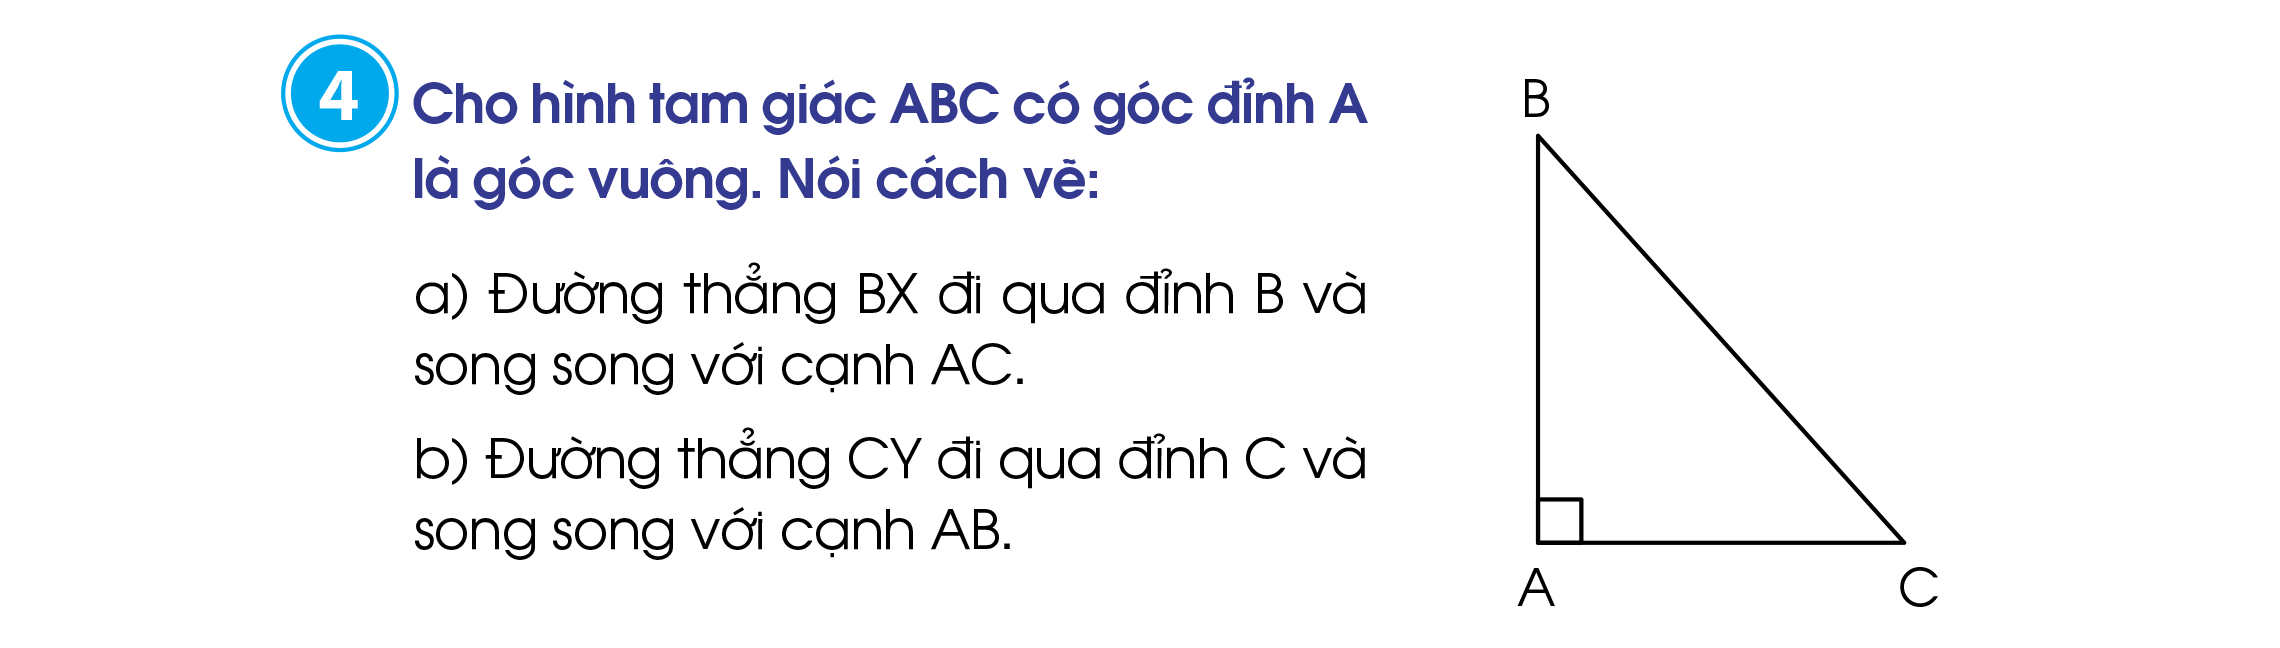 4 Cho hình tam giác ABC có góc đỉnh A
là góc vuông. Nói cách vẽ:
a) Đường thẳng BX đi qua đỉnh B và
song song với cạnh AC.
b) Đường thẳng CY đi qua đỉnh C và
song song với cạnh AB.
B
A
C